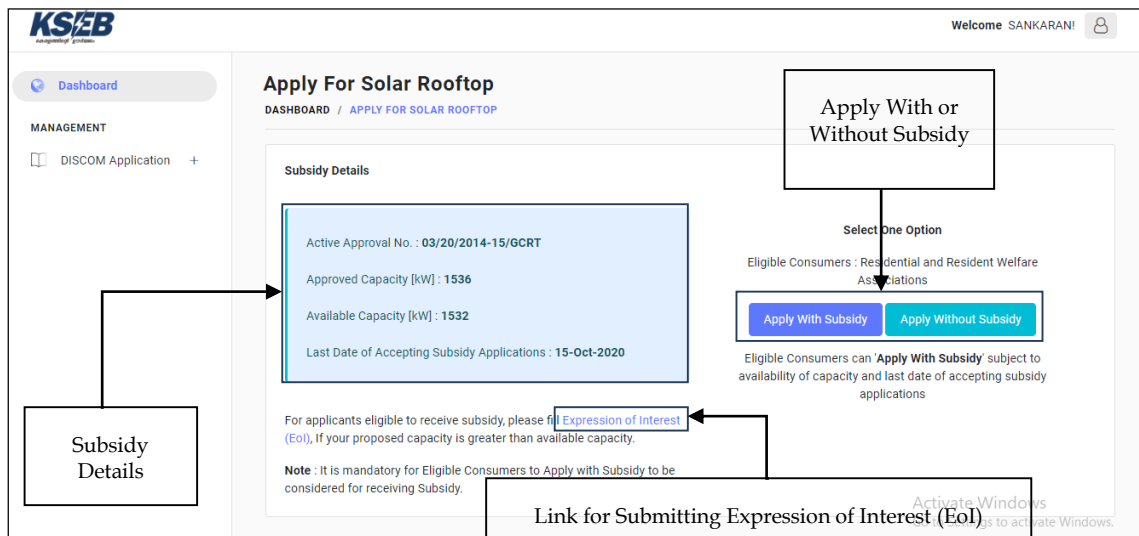 KSEB
Welcome SANKARAN!
Dashboard
MANAGEMENT
DISCOM Application +
Apply For Solar Rooftop
DASHBOARD / APPLY FOR SOLAR ROOFTOP
Apply With or
Without Subsidy
Subsidy Details
Active Approval No. : 03/20/2014-15/GCRT
Approved Capacity [kW] : 1536
Available Capacity [kW] : 1532
Last Date of Accepting Subsidy Applications : 15-Oct-2020
Select One Option
Eligible Consumers : Residential and Resident Welfare
Associations
Apply With Subsidy Apply Without Subsidy
Eligible Consumers can 'Apply With Subsidy' subject to
availability of capacity and last date of accepting subsidy
applications
For applicants eligible to receive subsidy, please fill Expression of Interest
(EoI), If your proposed capacity is greater than available capacity.
Note : It is mandatory for Eligible Consumers to Apply with Subsidy to be
considered for receiving Subsidy.
Subsidy
Details
Link for Submitting Expression of Interest (EoI)
Activate Windows
Go to Settings to activate Windows.